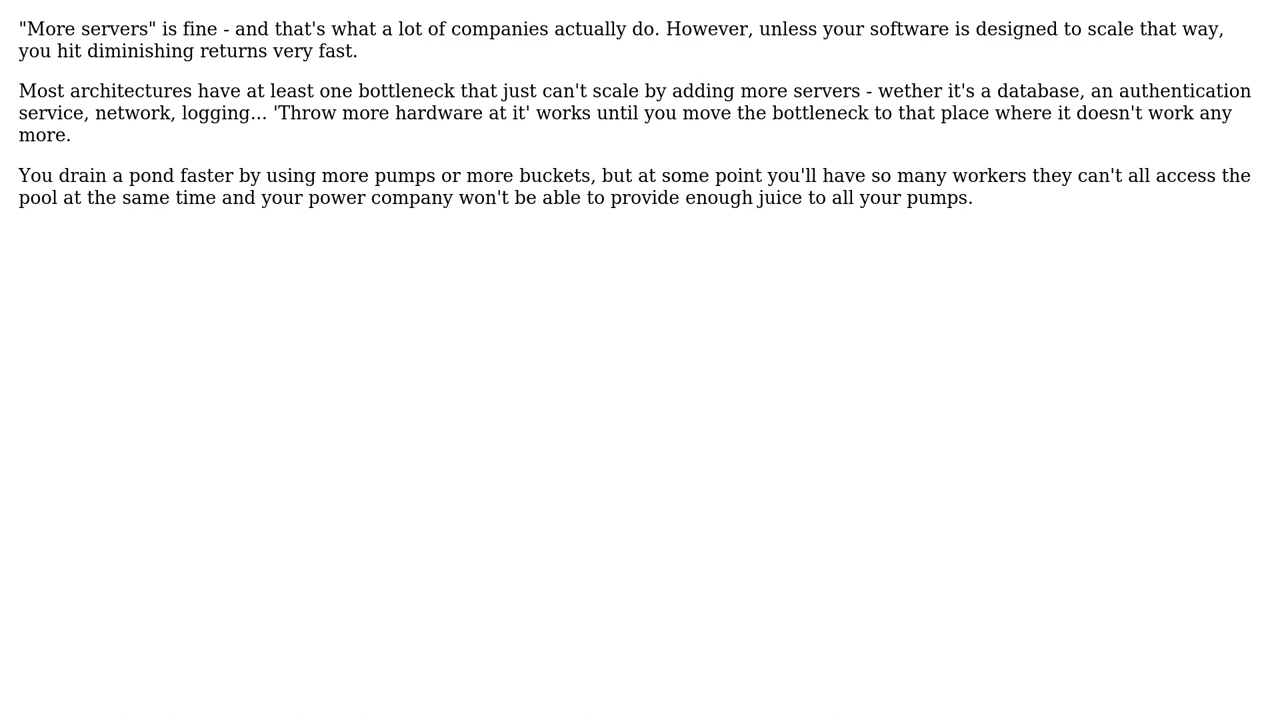 "More servers" is fine - and that's what a lot of companies actually do. However, unless your software is designed to scale that way,
you hit diminishing returns very fast.
Most architectures have at least one bottleneck that just can't scale by adding more servers - wether it's a database, an authentication
service, network, logging... 'Throw more hardware at it' works until you move the bottleneck to that place where it doesn't work any
more.
You drain a pond faster by using more pumps or more buckets, but at some point you'll have so many workers they can't all access the
pool at the same time and your power company won't be able to provide enough juice to all your pumps.